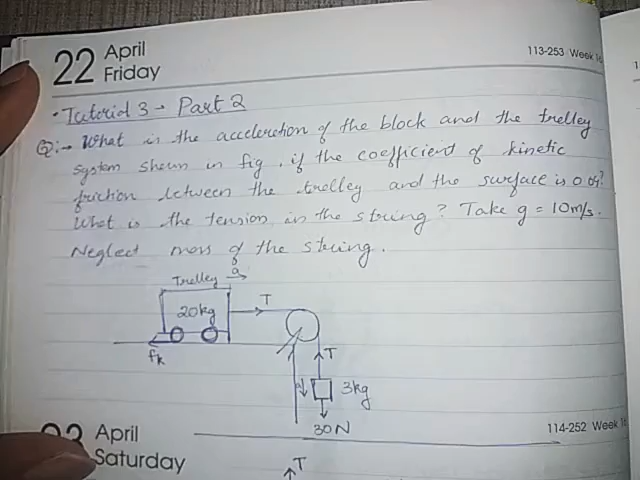 22 April Friday
113-253 Week 16
• Tutorial 3 - Part 2
Q:- What is the acceleration of the block and the trolley
system shown in fig, if the coefficient of kinetic
friction between the trolley and the surface is 0.04?
What is the tension in the string? Take g = 10m/s.
Neglect mass of the string.
Trolley a
20kg
T
fk
T
3kg
30N
114-252 Week
23 April Saturday
T